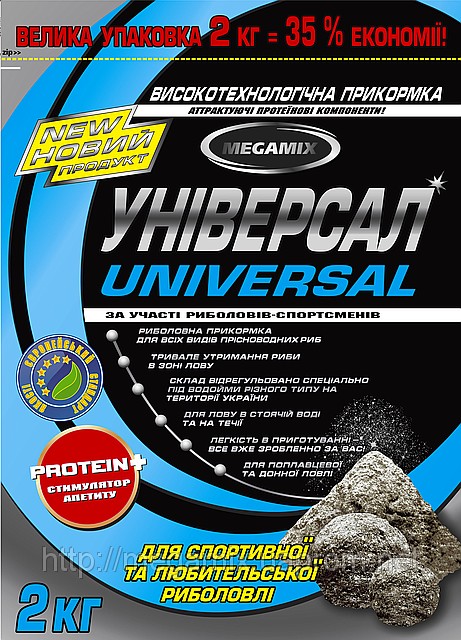 ВЕЛИКА УПАКОВКА 2 КГ = 35 % ЕКОНОМІЇ!
.zip>>
ВИСОКОТЕХНОЛОГІЧНА ПРИКОРМКА
АТТРАКТУЮЧІ ПРОТЕЇНОВІ КОМПОНЕНТИ!
NEW
НОВИЙ
ПРОДУКТ
MEGAMIX
УНІВЕРСАЛ
UNIVERSAL
ЗА УЧАСТІ РИБОЛОВІВ-СПОРТСМЕНІВ
РИБОЛОВНА ПРИКОРМКА
ДЛЯ ВСІХ ВИДІВ ПРІСНОВОДНИХ РИБ
ТРИВАЛЕ УТРИМАННЯ РИБИ
В ЗОНІ ЛОВУ
СКЛАД ВІДРЕГУЛЬОВАНО СПЕЦІАЛЬНО
ПІД ВОДОЙМИ РІЗНОГО ТИПУ НА
ТЕРИТОРІЇ УКРАЇНИ
ДЛЯ ЛОВУ В СТОЯЧІЙ ВОДІ
ТА НА ТЕЧІЇ
ЛЕГКІСТЬ В ПРИГОТУВАННІ –
ВСЕ ВЖЕ ЗРОБЛЕНО ЗА ВАС!
ДЛЯ ПОПЛАВЦЕВОЇ
ТА ДОННОЇ ЛОВЛІ
ЄВРОПЕЙСЬКИЙ СТАНДАРТ
PROTEIN+
СТИМУЛЯТОР
АПЕТИТУ
ДЛЯ СПОРТИВНОЇ
ТА ЛЮБИТЕЛЬСЬКОЇ
РИБОЛОВЛІ
2 КГ